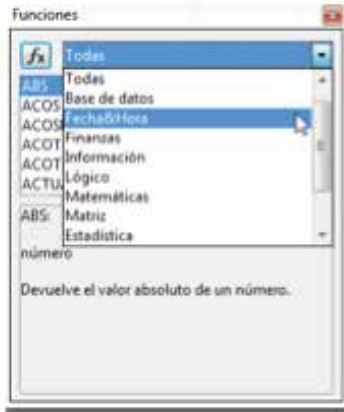 Funciones
fx Todas
ABS
ACOS
ACOS
ACOT
ACOT
ACTU
Todas
Base de datos
Fecha&Hora
Finanzas
Información
Lógico
Matemáticas
Matriz
Estadística
ABS:
número
Devuelve el valor absoluto de un número.